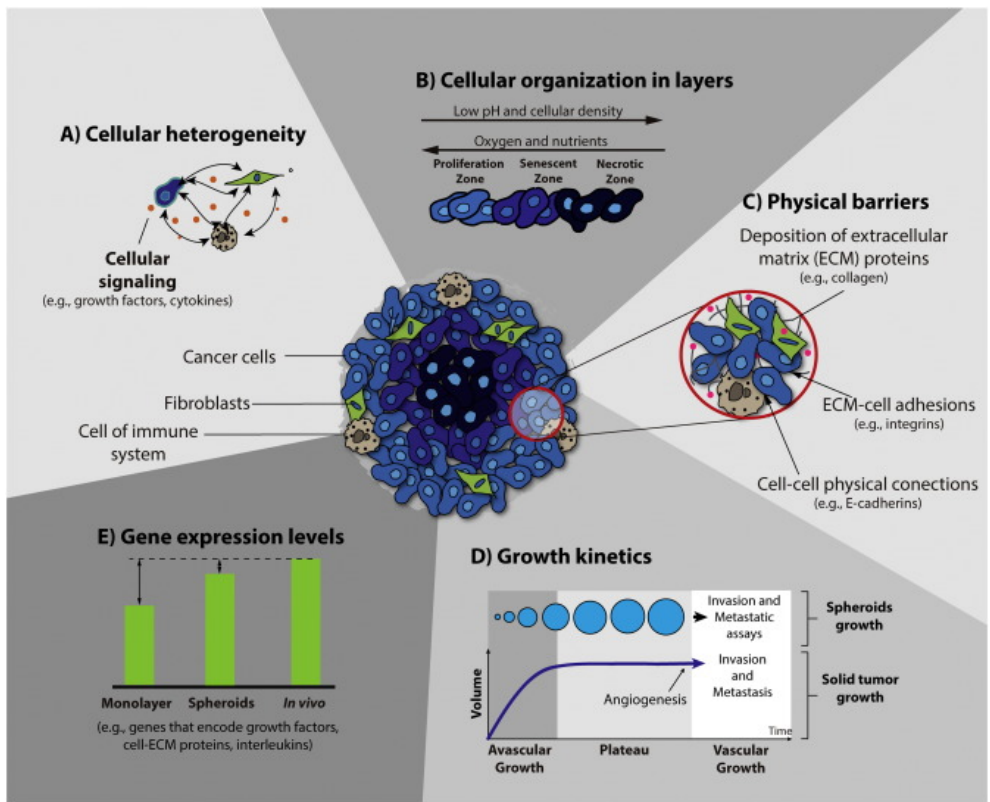 B) Cellular organization in layers
Low pH and cellular density
Oxygen and nutrients
Proliferation Zone
Senescent Zone
Necrotic Zone
A) Cellular heterogeneity
Cellular
signaling
(e.g., growth factors, cytokines)
C) Physical barriers
Deposition of extracellular
matrix (ECM) proteins
(e.g., collagen)
ECM-cell adhesions
(e.g., integrins)
Cell-cell physical conections
(e.g., E-cadherins)
Cancer cells
Fibroblasts
Cell of immune
system
E) Gene expression levels
Monolayer Spheroids In vivo
(e.g., genes that encode growth factors,
cell-ECM proteins, interleukins)
D) Growth kinetics
Invasion and
Metastatic
assays
Spheroids
growth
Volume
Angiogenesis
Invasion
and
Metastasis
Solid tumor
growth
Time
Avascular
Growth
Plateau
Vascular
Growth